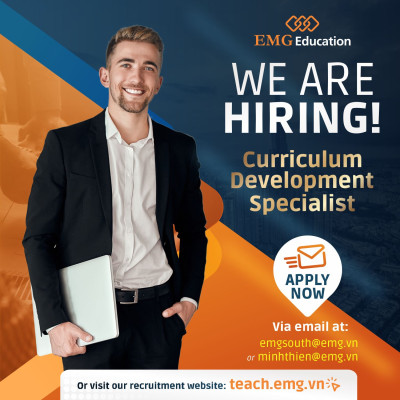 EMG Education
WE ARE
HIRING!
Curriculum
Development
Specialist
APPLY
NOW
Via email at:
emgsouth@emg.vn
or minhthien@emg.vn
Or visit our recruitment website: teach.emg.vn